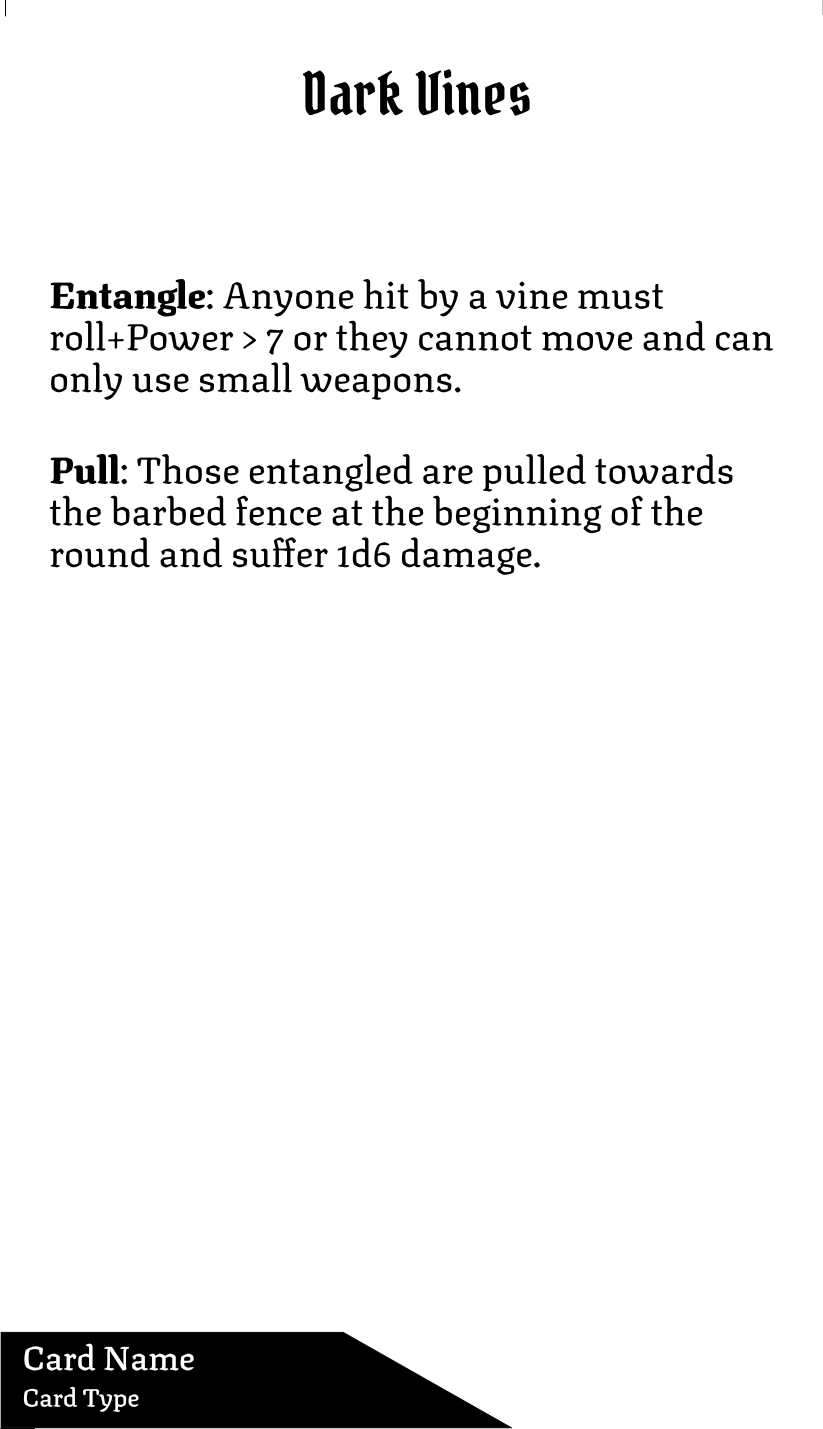 Dark Vines
Entangle: Anyone hit by a vine must
roll+Power > 7 or they cannot move and can
only use small weapons.
Pull: Those entangled are pulled towards
the barbed fence at the beginning of the
round and suffer 1d6 damage.
Card Name
Card Type